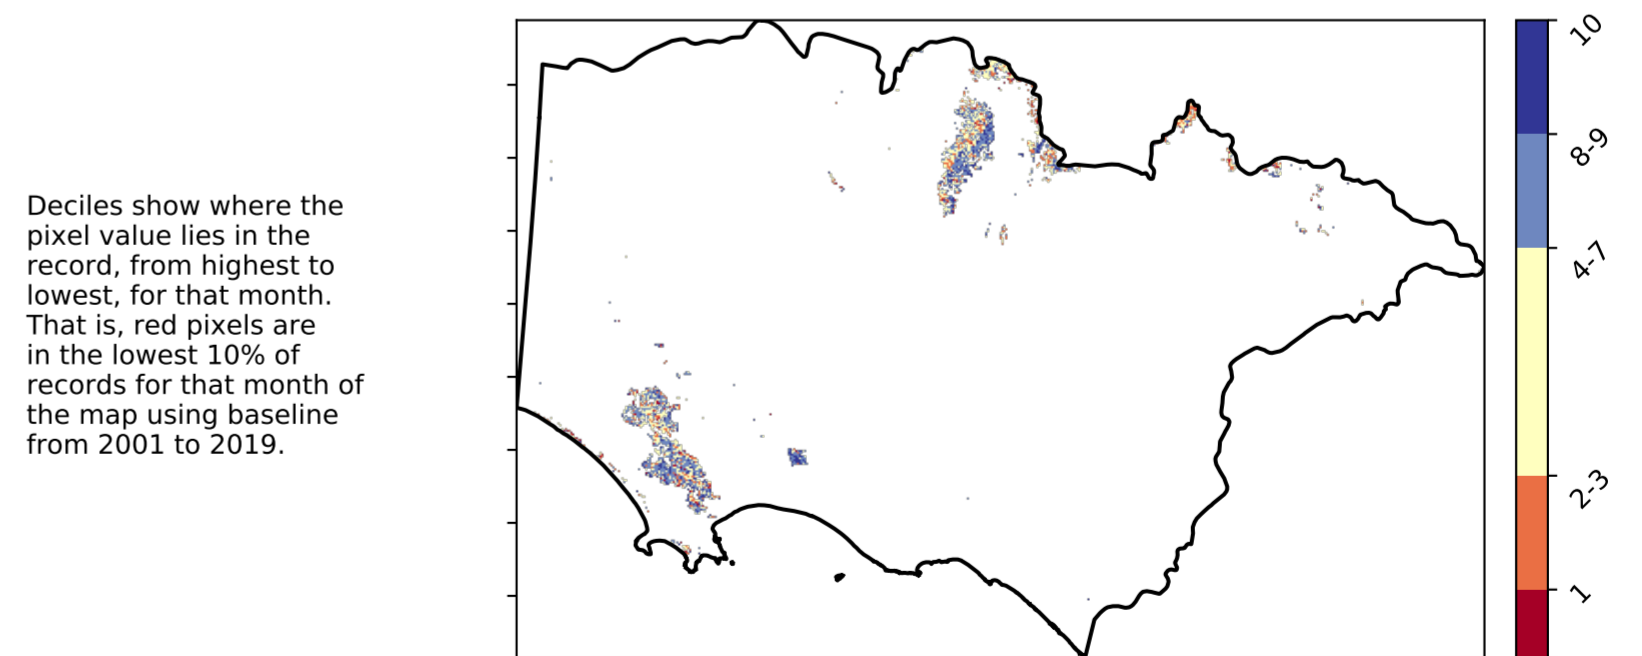 Deciles show where the
pixel value lies in the
record, from highest to
lowest, for that month.
That is, red pixels are
in the lowest 10% of
records for that month of
the map using baseline
from 2001 to 2019.
10
8-9
4-7
2-3
1